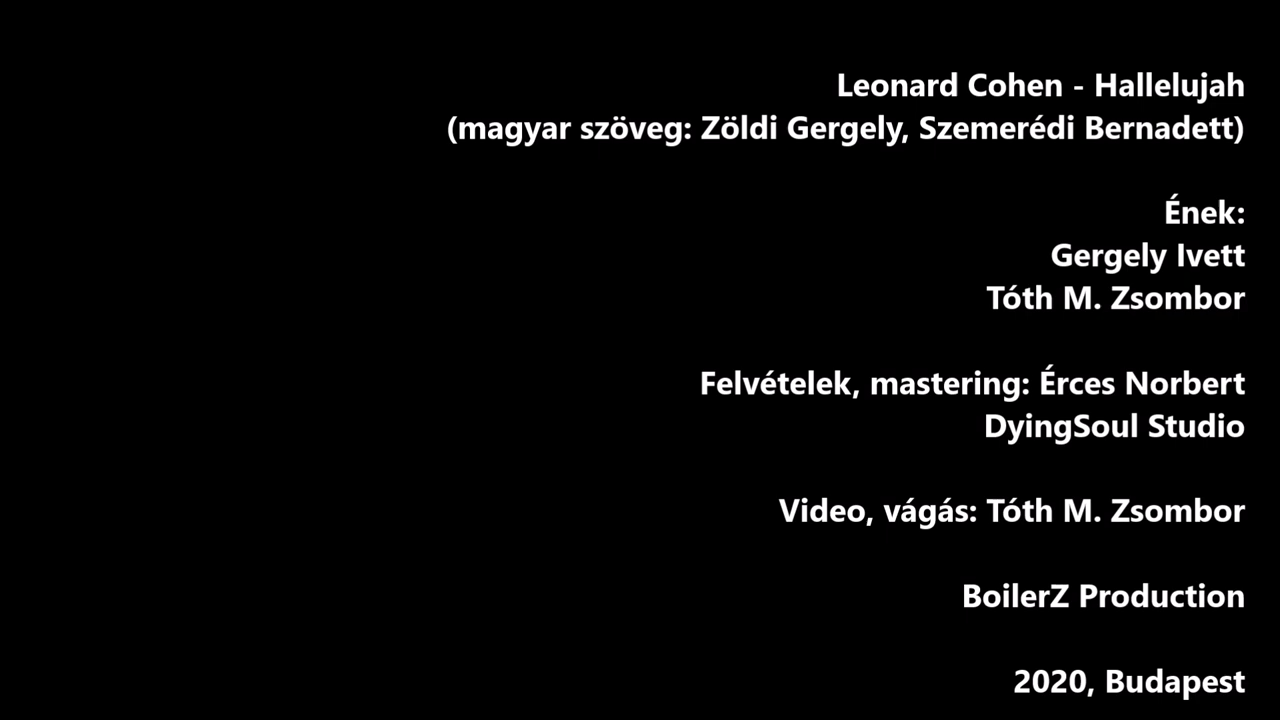 Leonard Cohen - Hallelujah
(magyar szöveg: Zöldi Gergely, Szemerédi Bernadett)
Ének:
Gergely Ivett
Tóth M. Zsombor
Felvételek, mastering: Érces Norbert
DyingSoul Studio
Video, vágás: Tóth M. Zsombor
BoilerZ Production
2020, Budapest